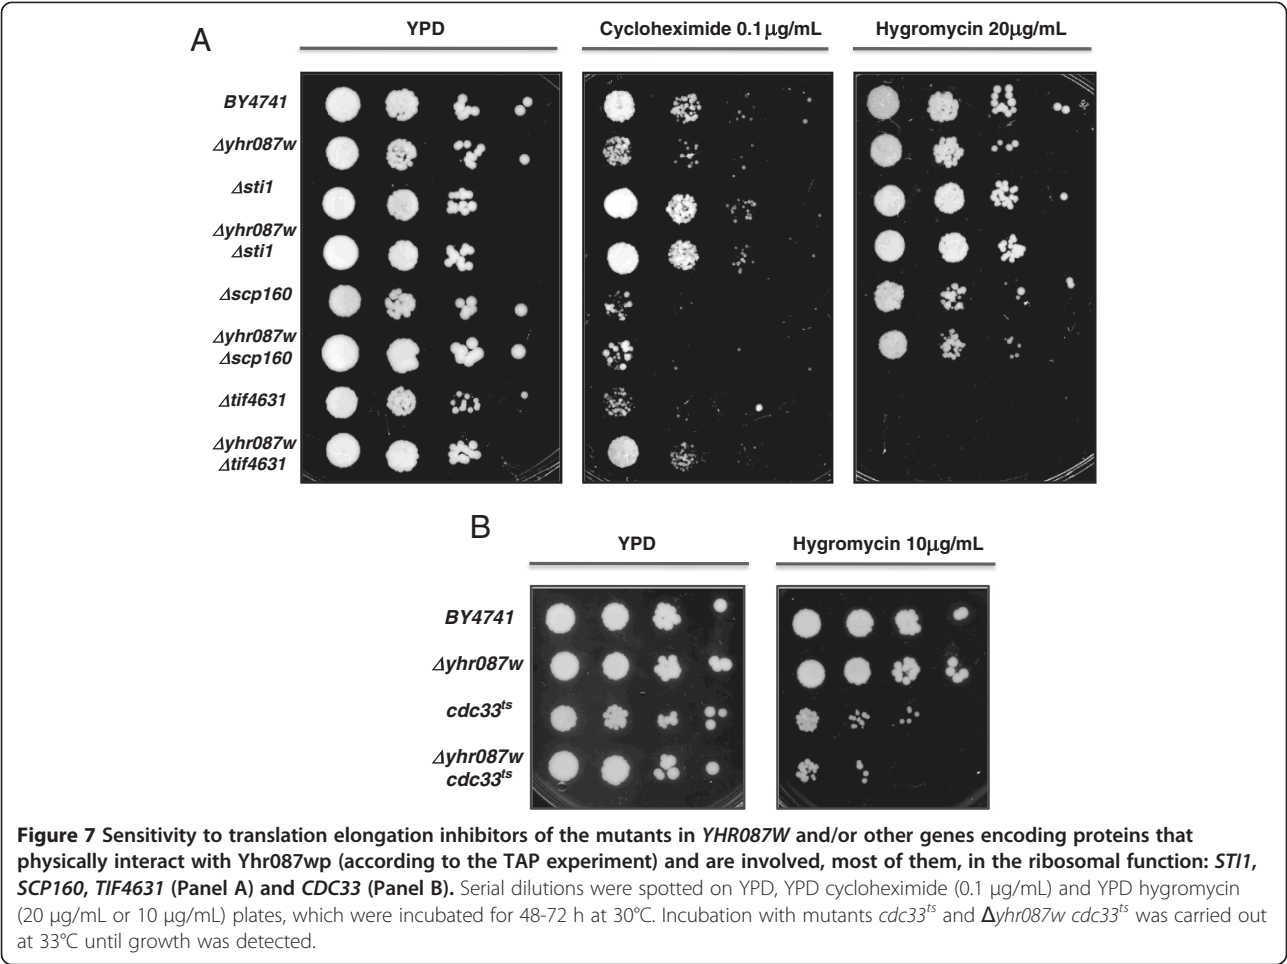 A
YPD
Cycloheximide 0.1μg/mL
Hygromycin 20μg/mL
BY4741
Δyhr087w
Δsti1
Δyhr087w
Δsti1
Δscp160
Δyhr087w
Δscp160
Δtif4631
Δyhr087w
Δtif4631
B
YPD
Hygromycin 10μg/mL
BY4741
Δyhr087w
cdc33ts
Δyhr087w
cdc33ts
Figure 7 Sensitivity to translation elongation inhibitors of the mutants in YHR087W and/or other genes encoding proteins that
physically interact with Yhr087wp (according to the TAP experiment) and are involved, most of them, in the ribosomal function: STI1,
SCP160, TIF4631 (Panel A) and CDC33 (Panel B). Serial dilutions were spotted on YPD, YPD cycloheximide (0.1 μg/mL) and YPD hygromycin
(20 μg/mL or 10 μg/mL) plates, which were incubated for 48-72 h at 30°C. Incubation with mutants cdc33ts and Δyhr087w cdc33ts was carried out
at 33°C until growth was detected.